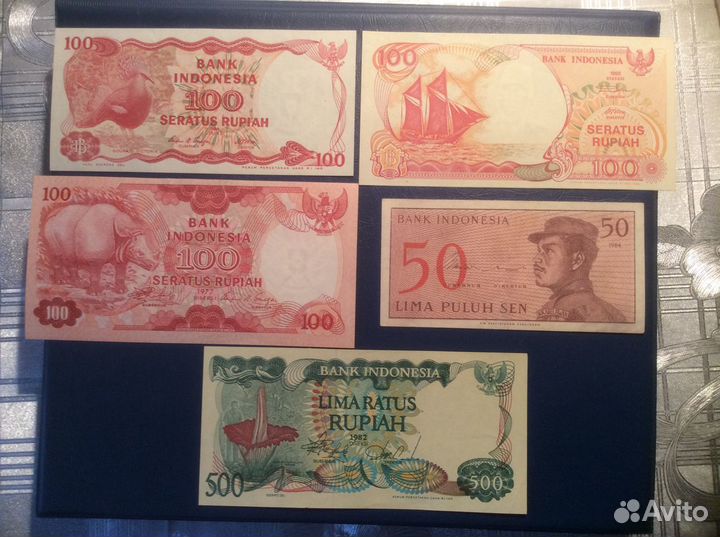 100
BANK
INDONESIA
100
SERATUS RUPIAH
100
100
BANK INDONESIA
SERATUS
RUPIAH
100
100
BANK
INDONESIA
100
SERATUS RUPIAH
1977
100
100
BANK INDONESIA
50
1964
50
LIMA PULUH SEN
BANK INDONESIA
LIMA RATUS
RUPIAH
1982
500
500
Avito